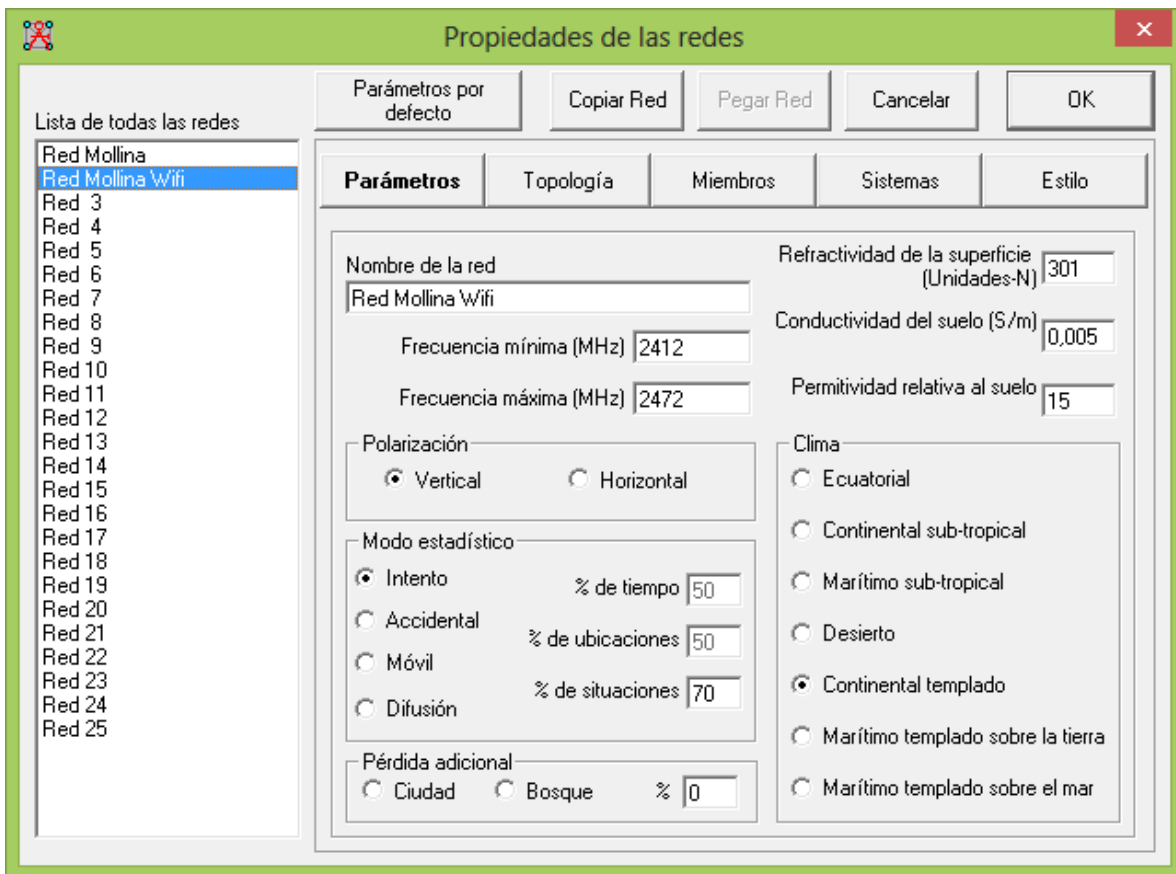 Propiedades de las redes
Parámetros por
defecto
Copiar Red
Pegar Red
Cancelar
OK
Lista de todas las redes
Red Mollina
Red Mollina Wifi
Red 3
Red 4
Red 5
Red 6
Red 7
Red 8
Red 9
Red 10
Red 11
Red 12
Red 13
Red 14
Red 15
Red 16
Red 17
Red 18
Red 19
Red 20
Red 21
Red 22
Red 23
Red 24
Red 25
Parámetros
Topología
Miembros
Sistemas
Estilo
Nombre de la red
Red Mollina Wifi
Frecuencia mínima (MHz) 2412
Frecuencia máxima (MHz) 2472
Refractividad de la superficie
(Unidades-N) 301
Conductividad del suelo (S/m) 0,005
Permitividad relativa al suelo 15
Polarización
Vertical
Horizontal
Modo estadístico
Intento
Accidental
Móvil
Difusión
% de tiempo 50
% de ubicaciones 50
% de situaciones 70
Pérdida adicional
Ciudad
Bosque
% 0
Clima
Ecuatorial
Continental sub-tropical
Marítimo sub-tropical
Desierto
Continental templado
Marítimo templado sobre la tierra
Marítimo templado sobre el mar